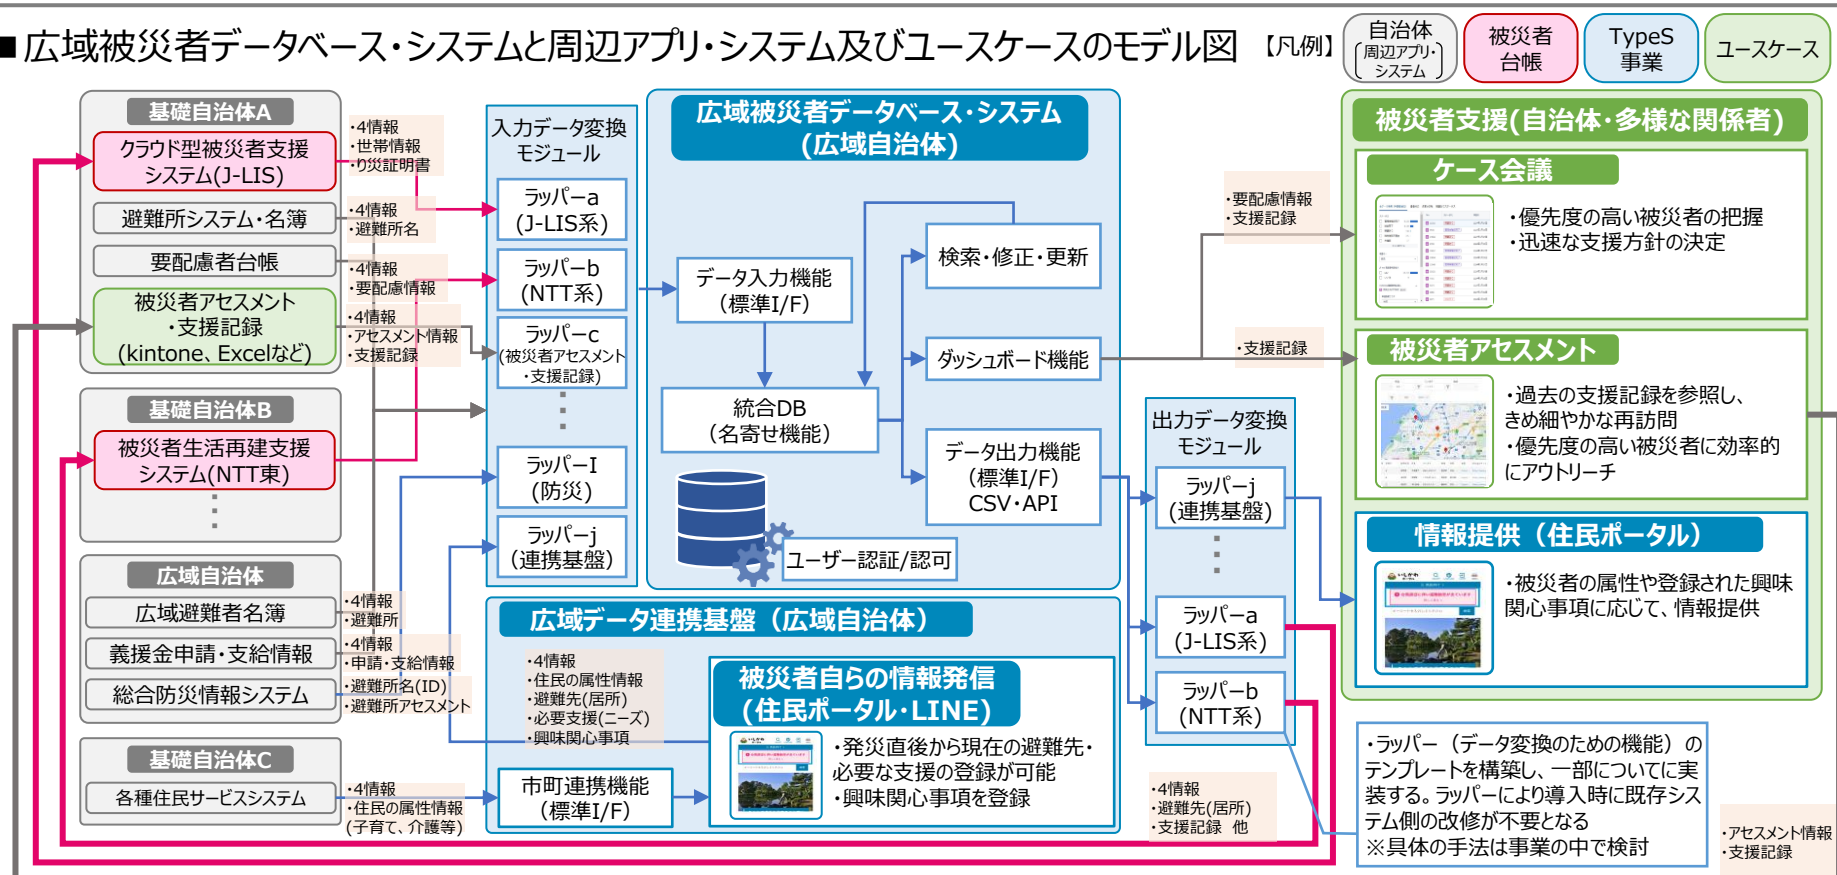 ■広域被災者データベース・システムと周辺アプリ・システム及びユースケースのモデル図
【凡例】
自治体
周辺アプリ・
システム
被災者
台帳
TypeS
事業
ユースケース
基礎自治体A
クラウド型被災者支援
システム(J-LIS)
避難所システム・名簿
要配慮者台帳
被災者アセスメント
・支援記録
(kintone、Excelなど)
・4情報
・世帯情報
・り災証明書
・4情報
・避難所名
・4情報
・要配慮情報
・4情報
・アセスメント情報
・支援記録
基礎自治体B
被災者生活再建支援
システム(NTT東)
広域自治体
広域避難者名簿
義援金申請・支給情報
総合防災情報システム
・4情報
・避難所
・4情報
・申請・支給情報
・避難所名(ID)
・避難所アセスメント
基礎自治体C
各種住民サービスシステム
・4情報
・住民の属性情報
(子育て、介護等)
入力データ変換
モジュール
ラッパーa
(J-LIS系)
ラッパーb
(NTT系)
ラッパーc
(被災者アセスメント
・支援記録)
ラッパーI
(防災)
ラッパーj
(連携基盤)
広域被災者データベース・システム
(広域自治体)
データ入力機能
(標準I/F)
統合DB
(名寄せ機能)
検索・修正・更新
ダッシュボード機能
データ出力機能
(標準I/F)
CSV・API
ユーザー認証/認可
広域データ連携基盤（広域自治体）
・4情報
・住民の属性情報
・避難先(居所)
・必要支援(ニーズ)
・興味関心事項
市町連携機能
(標準I/F)
被災者自らの情報発信
(住民ポータル・LINE)
・発災直後から現在の避難先・
必要な支援の登録が可能
・興味関心事項を登録
出力データ変換
モジュール
ラッパーj
(連携基盤)
ラッパーa
(J-LIS系)
ラッパーb
(NTT系)
・4情報
・避難先(居所)
・支援記録 他
・要配慮情報
・支援記録
・支援記録
被災者支援(自治体・多様な関係者)
ケース会議
・優先度の高い被災者の把握
・迅速な支援方針の決定
被災者アセスメント
・過去の支援記録を参照し、
きめ細やかな再訪問
・優先度の高い被災者に効率的
にアウトリーチ
情報提供（住民ポータル）
・被災者の属性や登録された興味
関心事項に応じて、情報提供
・ラッパー（データ変換のための機能）の
テンプレートを構築し、一部についてに実
装する。ラッパーにより導入時に既存シス
テム側の改修が不要となる
※具体の手法は事業の中で検討
・アセスメント情報
・支援記録